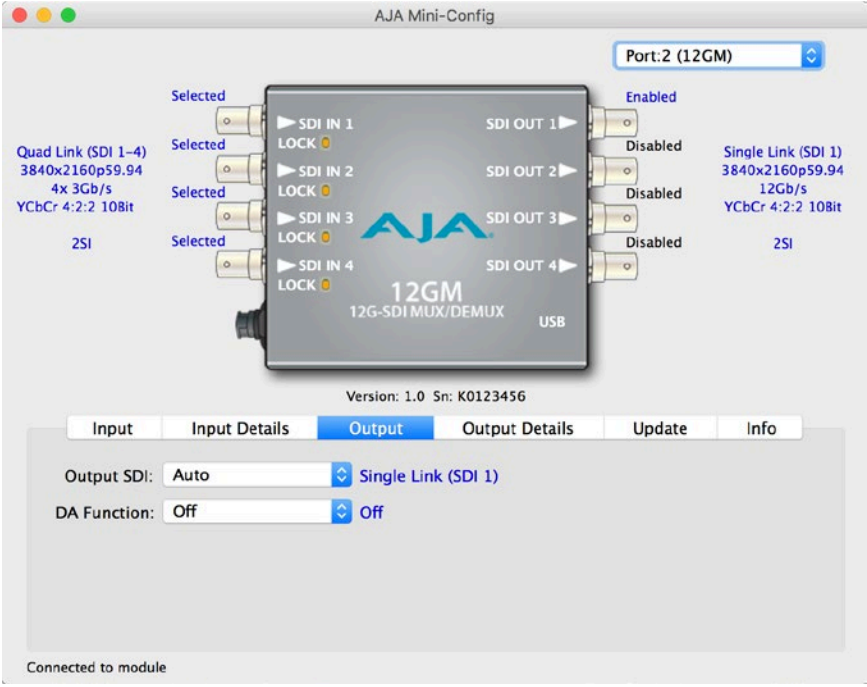 AJA Mini-Config
Port:2 (12GM)
Selected
Selected
Selected
Selected
Quad Link (SDI 1-4)
3840x2160p59.94
4x 3Gb/s
YCbCr 4:2:2 10Bit
2SI
SDI IN 1
LOCK
SDI IN 2
LOCK
SDI IN 3
LOCK
SDI IN 4
LOCK
SDI OUT 1
SDI OUT 2
SDI OUT 3
SDI OUT 4
AJA
12GM
12G-SDI MUX/DEMUX
USB
Enabled
Disabled
Disabled
Disabled
Single Link (SDI 1)
3840x2160p59.94
12Gb/s
YCbCr 4:2:2 10Bit
2SI
Version: 1.0 Sn: K0123456
Input Input Details Output Output Details Update Info
Output SDI: Auto Single Link (SDI 1)
DA Function: Off Off
Connected to module